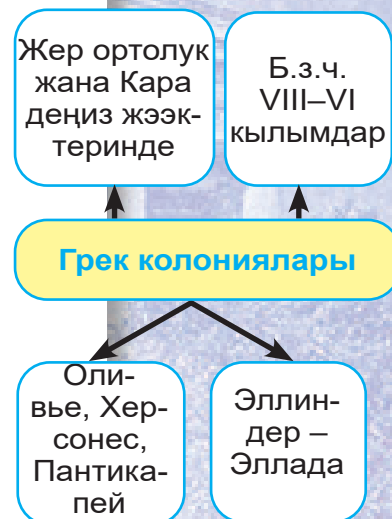 Жер ортолук
жана Кара
деңиз жээк-
теринде
Б.з.ч.
VIII–VI
кылымдар
Грек колониялары
Оли-
вье, Хер-
сонес,
Пантика-
пей
Эллин-
дер –
Эллада